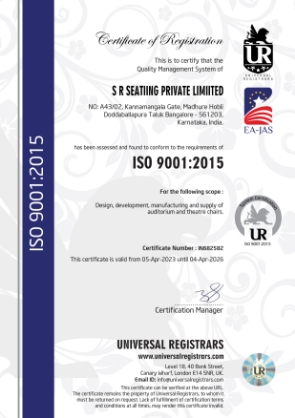 Certificate of Registration
This is to certify that the
Quality Management System of
S R SEATIING PRIVATE LIMIITED
NO: A43/02, Kannamangala Gate, Madhure Hobli
Doddaballapura Taluk Bangalore - 561203,
Karnataka, India.
has been assessed and found to conform to the requirements of
ISO 9001:2015
For the following scope :
Design, development, manufacturing and supply of
auditorium and theatre chairs.
Certificate Number : IN682582
This certificate is valid from 05-Apr-2023 until 04-Apr-2026
Certification Manager
UNIVERSAL REGISTRARS
www.universalregistrars.com
Level 18, 40 Bank Street,
Canary wharf, London E14 5NR, UK.
Email ID: info@universalregistrars.com
This certificate can be verified at the above URL.
The certificate remains the property of Universal Registrars, to whom it
must be returned on request. Lack of fulfillment of certification terms
and conditions at all times, may render this certificate invalid.
ISO 9001:2015
UR
UNIVERSAL
REGISTRARS
EA-JAS
UR
ISO 9001:2015
UR